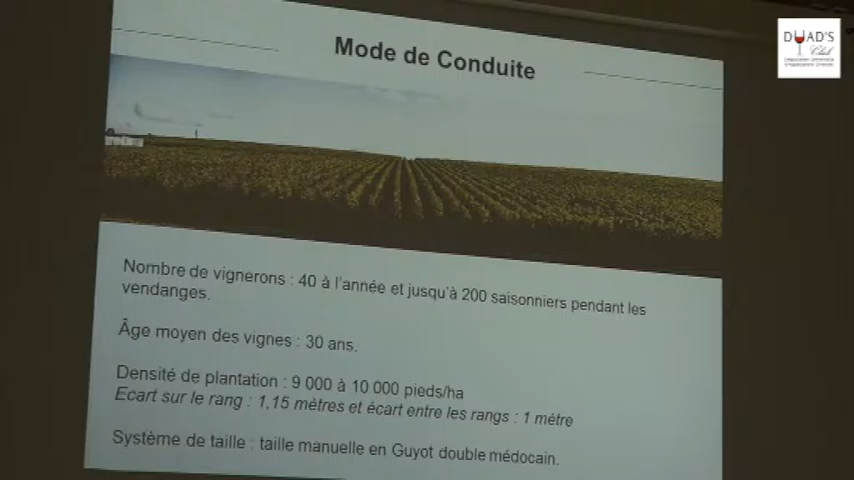 DUAD'S
Club
Mode de Conduite
Nombre de vignerons : 40 à l'année et jusqu'à 200 saisonniers pendant les
vendanges.
Âge moyen des vignes : 30 ans.
Densité de plantation : 9 000 à 10 000 pieds/ha
Ecart sur le rang : 1,15 mètres et écart entre les rangs : 1 mètre
Système de taille : taille manuelle en Guyot double médocain.